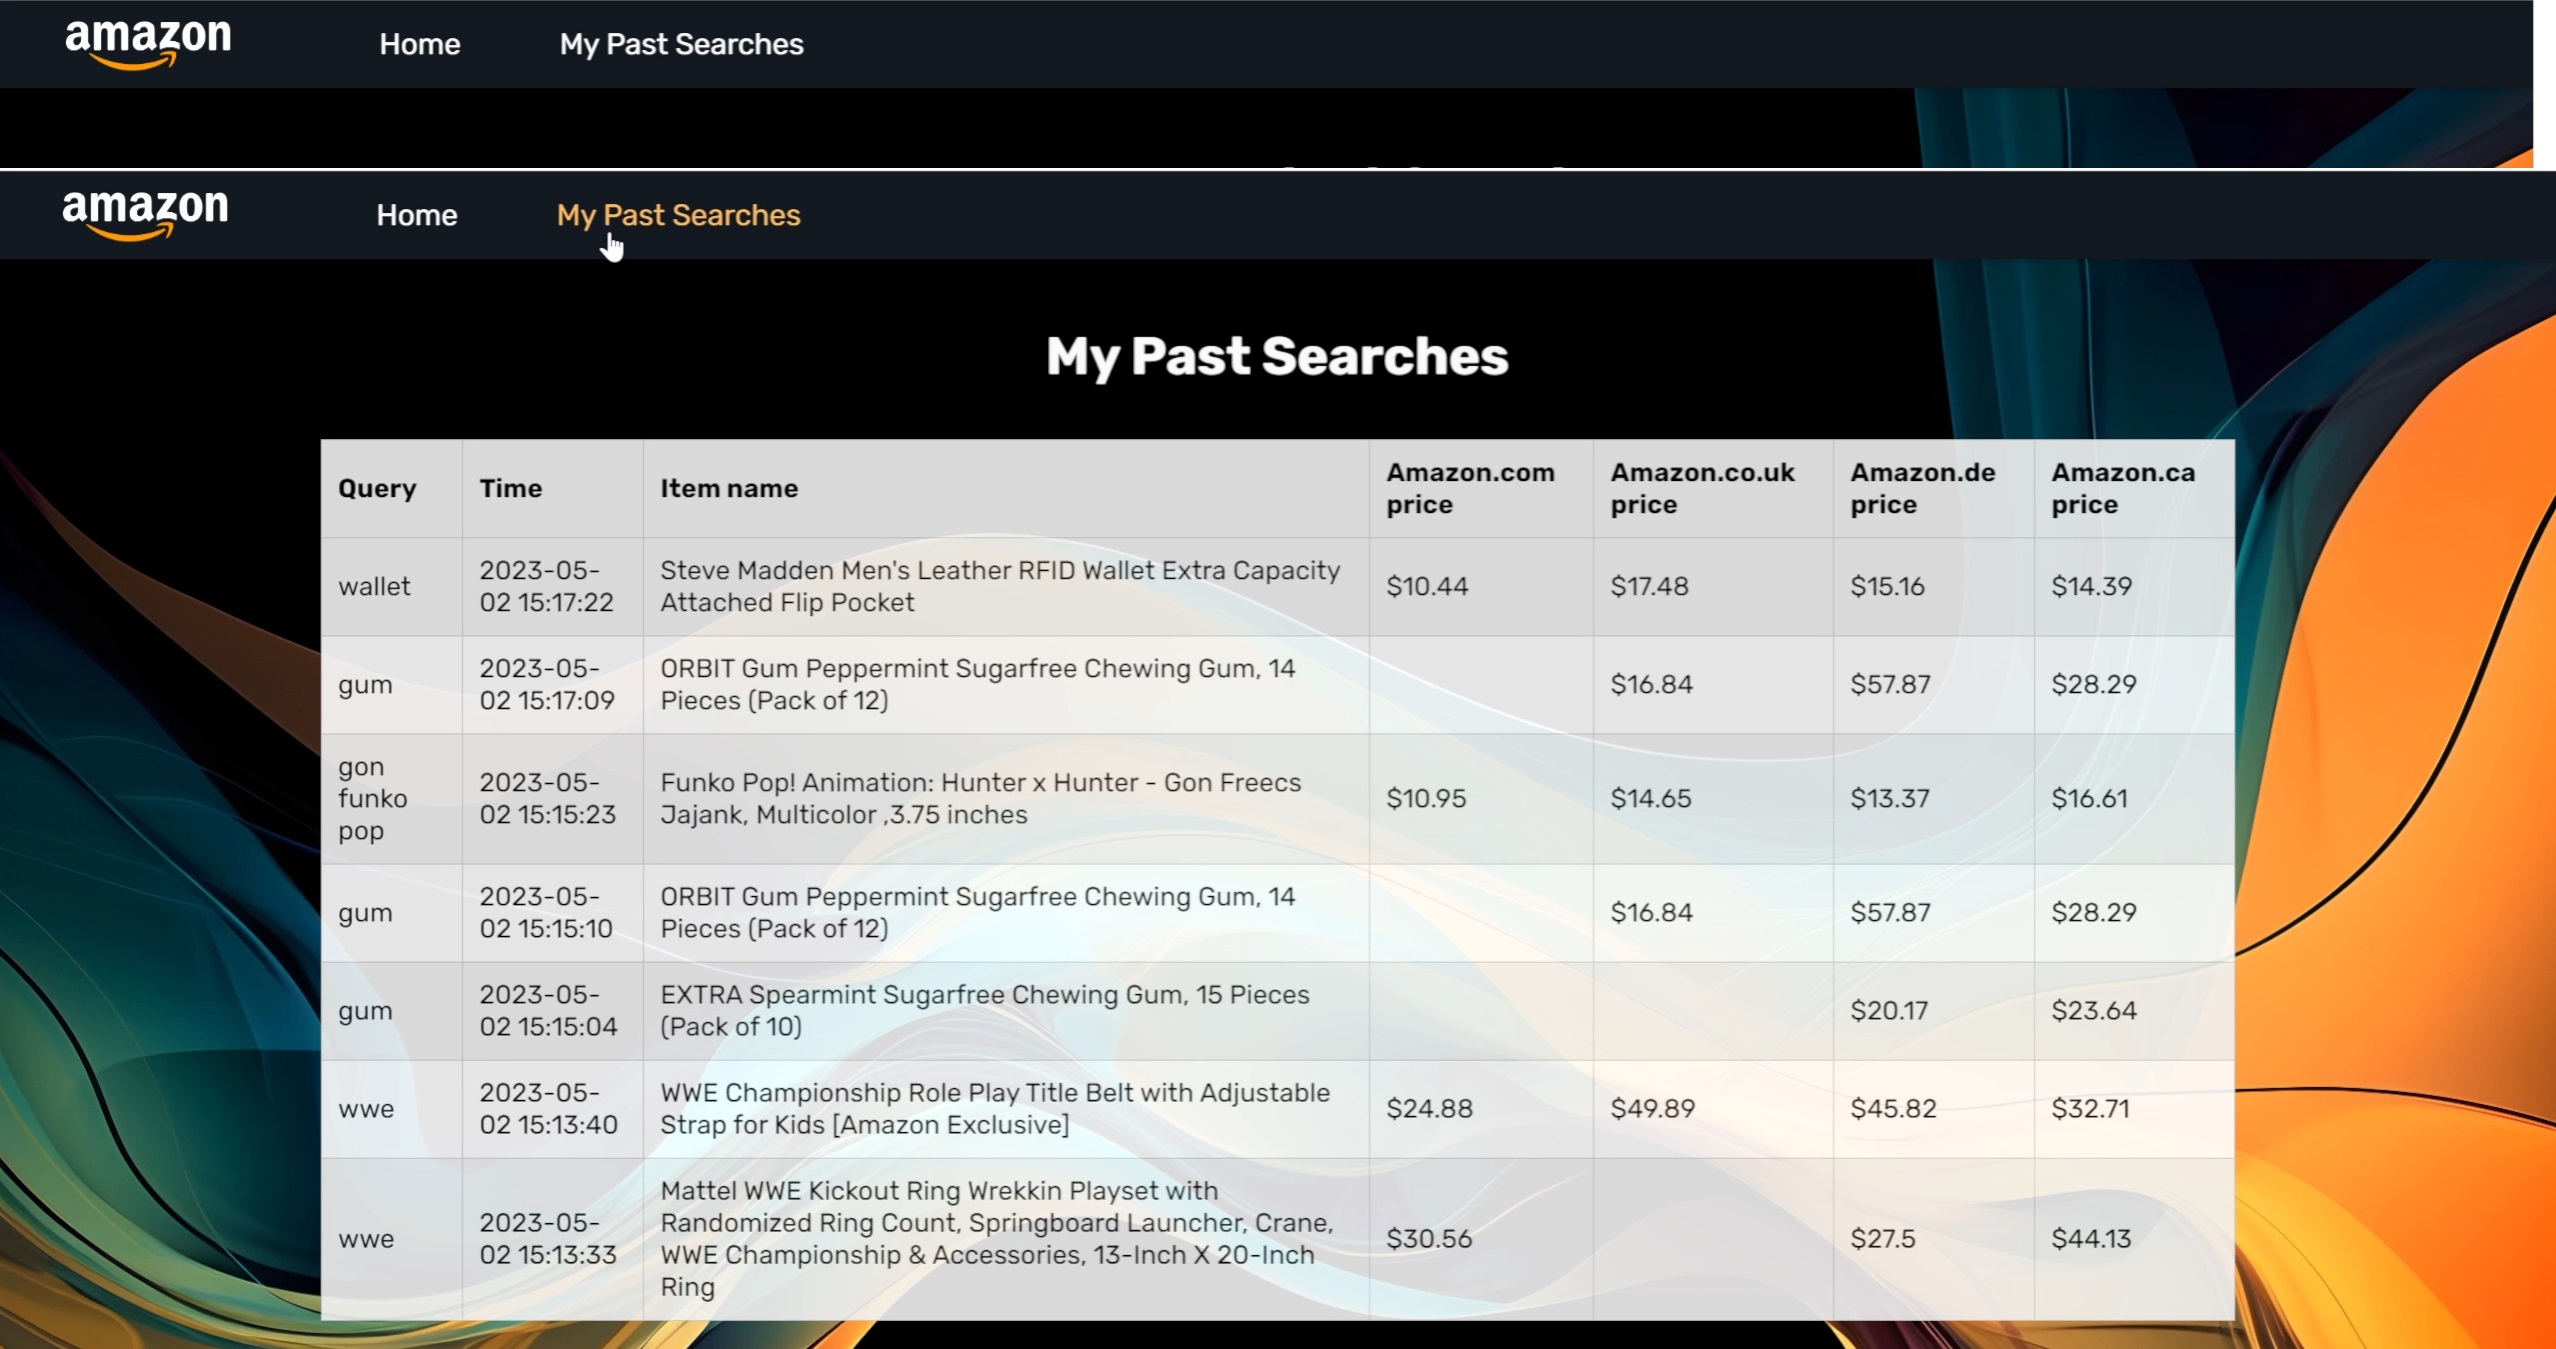 amazon Home My Past Searches
amazon Home My Past Searches
My Past Searches
Query Time Item name Amazon.com price Amazon.co.uk price Amazon.de price Amazon.ca price
wallet
2023-05-
02 15:17:22
Steve Madden Men's Leather RFID Wallet Extra Capacity
Attached Flip Pocket
$10.44 $17.48 $15.16 $14.39
gum
2023-05-
02 15:17:09
ORBIT Gum Peppermint Sugarfree Chewing Gum, 14
Pieces (Pack of 12)
$16.84 $57.87 $28.29
gon
funko
pop
2023-05-
02 15:15:23
Funko Pop! Animation: Hunter x Hunter - Gon Freecs
Jajank, Multicolor ,3.75 inches
$10.95 $14.65 $13.37 $16.61
gum
2023-05-
02 15:15:10
ORBIT Gum Peppermint Sugarfree Chewing Gum, 14
Pieces (Pack of 12)
$16.84 $57.87 $28.29
gum
2023-05-
02 15:15:04
EXTRA Spearmint Sugarfree Chewing Gum, 15 Pieces
(Pack of 10)
$20.17 $23.64
wwe
2023-05-
02 15:13:40
WWE Championship Role Play Title Belt with Adjustable
Strap for Kids [Amazon Exclusive]
$24.88 $49.89 $45.82 $32.71
wwe
2023-05-
02 15:13:33
Mattel WWE Kickout Ring Wrekkin Playset with
Randomized Ring Count, Springboard Launcher, Crane,
WWE Championship & Accessories, 13-Inch X 20-Inch
Ring
$30.56 $27.5 $44.13